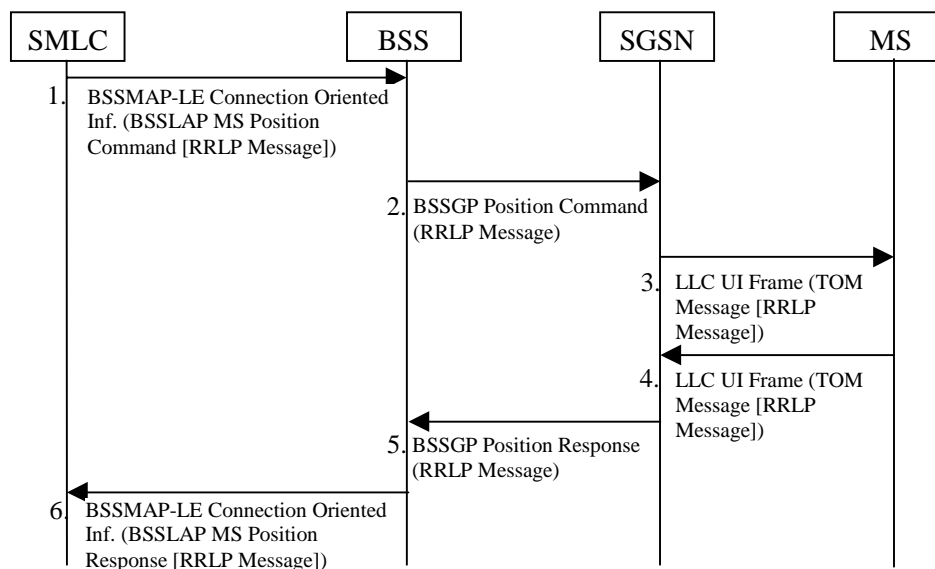 SMLC
BSS
SGSN
MS
1.
BSSMAP-LE Connection Oriented
Inf. (BSSLAP MS Position
Command [RRLP Message])
2.
BSSGP Position Command
(RRLP Message)
3.
LLC UI Frame (TOM
Message [RRLP
Message])
4.
LLC UI Frame (TOM
Message [RRLP
Message])
5.
BSSGP Position Response
(RRLP Message)
6.
BSSMAP-LE Connection Oriented
Inf. (BSSLAP MS Position
Response [RRLP Message])